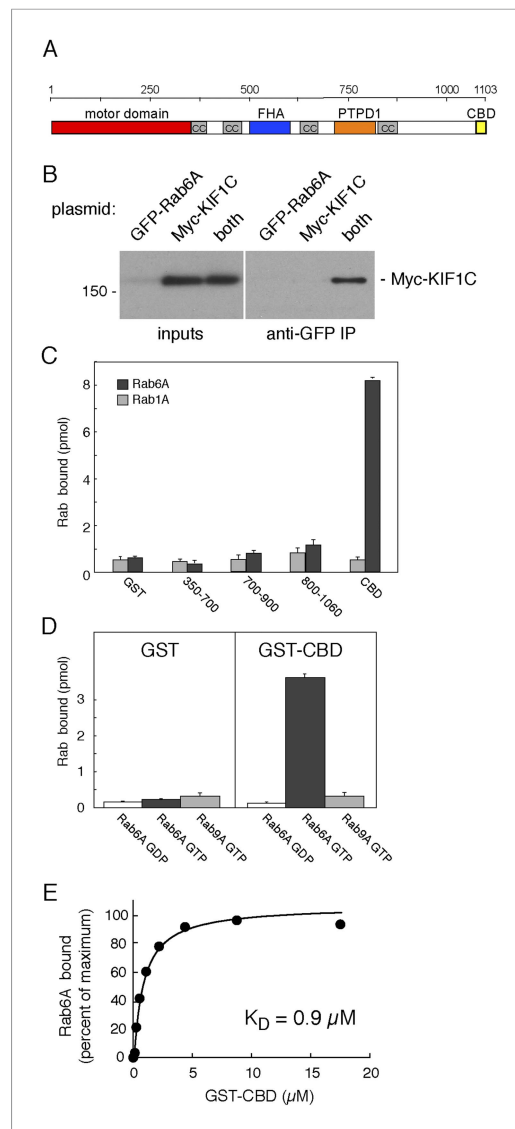 A
1 250 500 750 1000 1103
motor domain FHA PTPD1 CBD
CC CC CC CC
B
plasmid: GFP-Rab6A Myc-KIF1C both GFP-Rab6A Myc-KIF1C both
150 - - Myc-KIF1C
inputs anti-GFP IP
C
8
6
4
2
0
Rab bound (pmol)
Rab6A
Rab1A
GST 350-700 700-900 800-1060 CBD
D
GST GST-CBD
3
2
1
0
Rab bound (pmol)
Rab6A GDP Rab6A GTP Rab9A GTP Rab6A GDP Rab6A GTP Rab9A GTP
E
100
80
60
40
20
0
Rab6A bound
(percent of maximum)
KD = 0.9 µM
0 5 10 15 20
GST-CBD (µM)